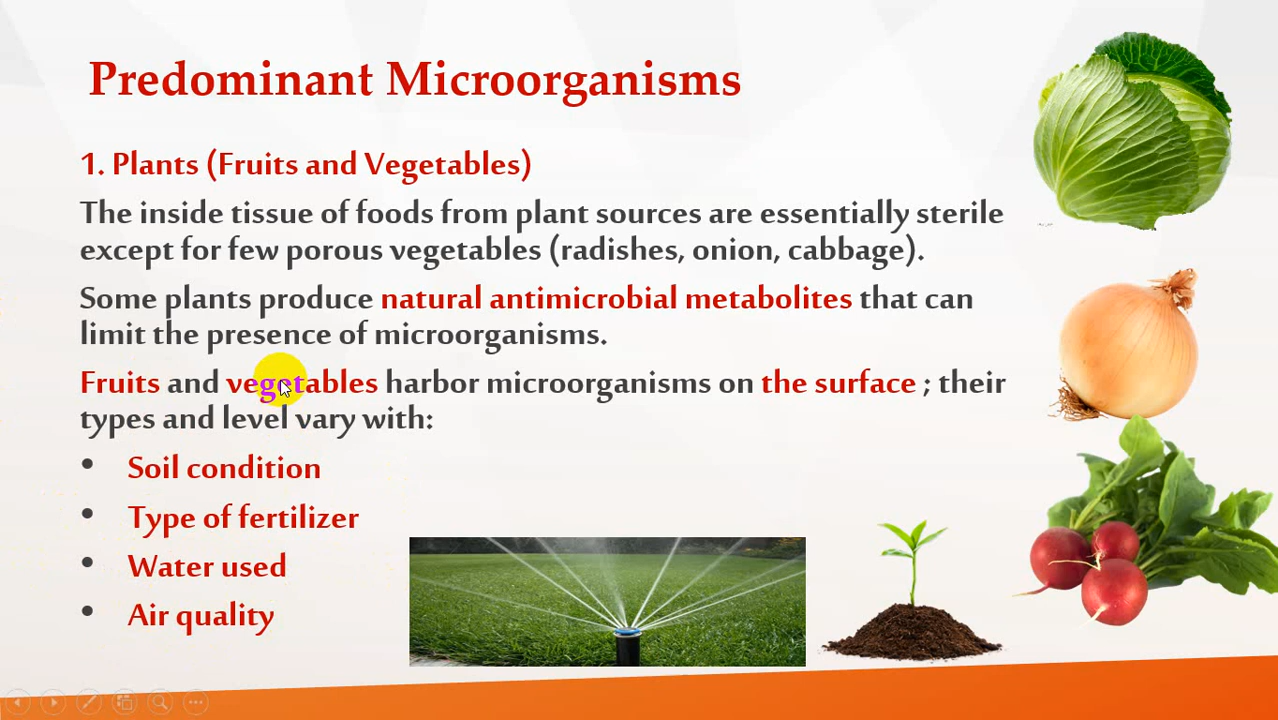 Predominant Microorganisms
1. Plants (Fruits and Vegetables)
The inside tissue of foods from plant sources are essentially sterile
except for few porous vegetables (radishes, onion, cabbage).
Some plants produce natural antimicrobial metabolites that can
limit the presence of microorganisms.
Fruits and vegetables harbor microorganisms on the surface ; their
types and level vary with:
• Soil condition
• Type of fertilizer
• Water used
• Air quality